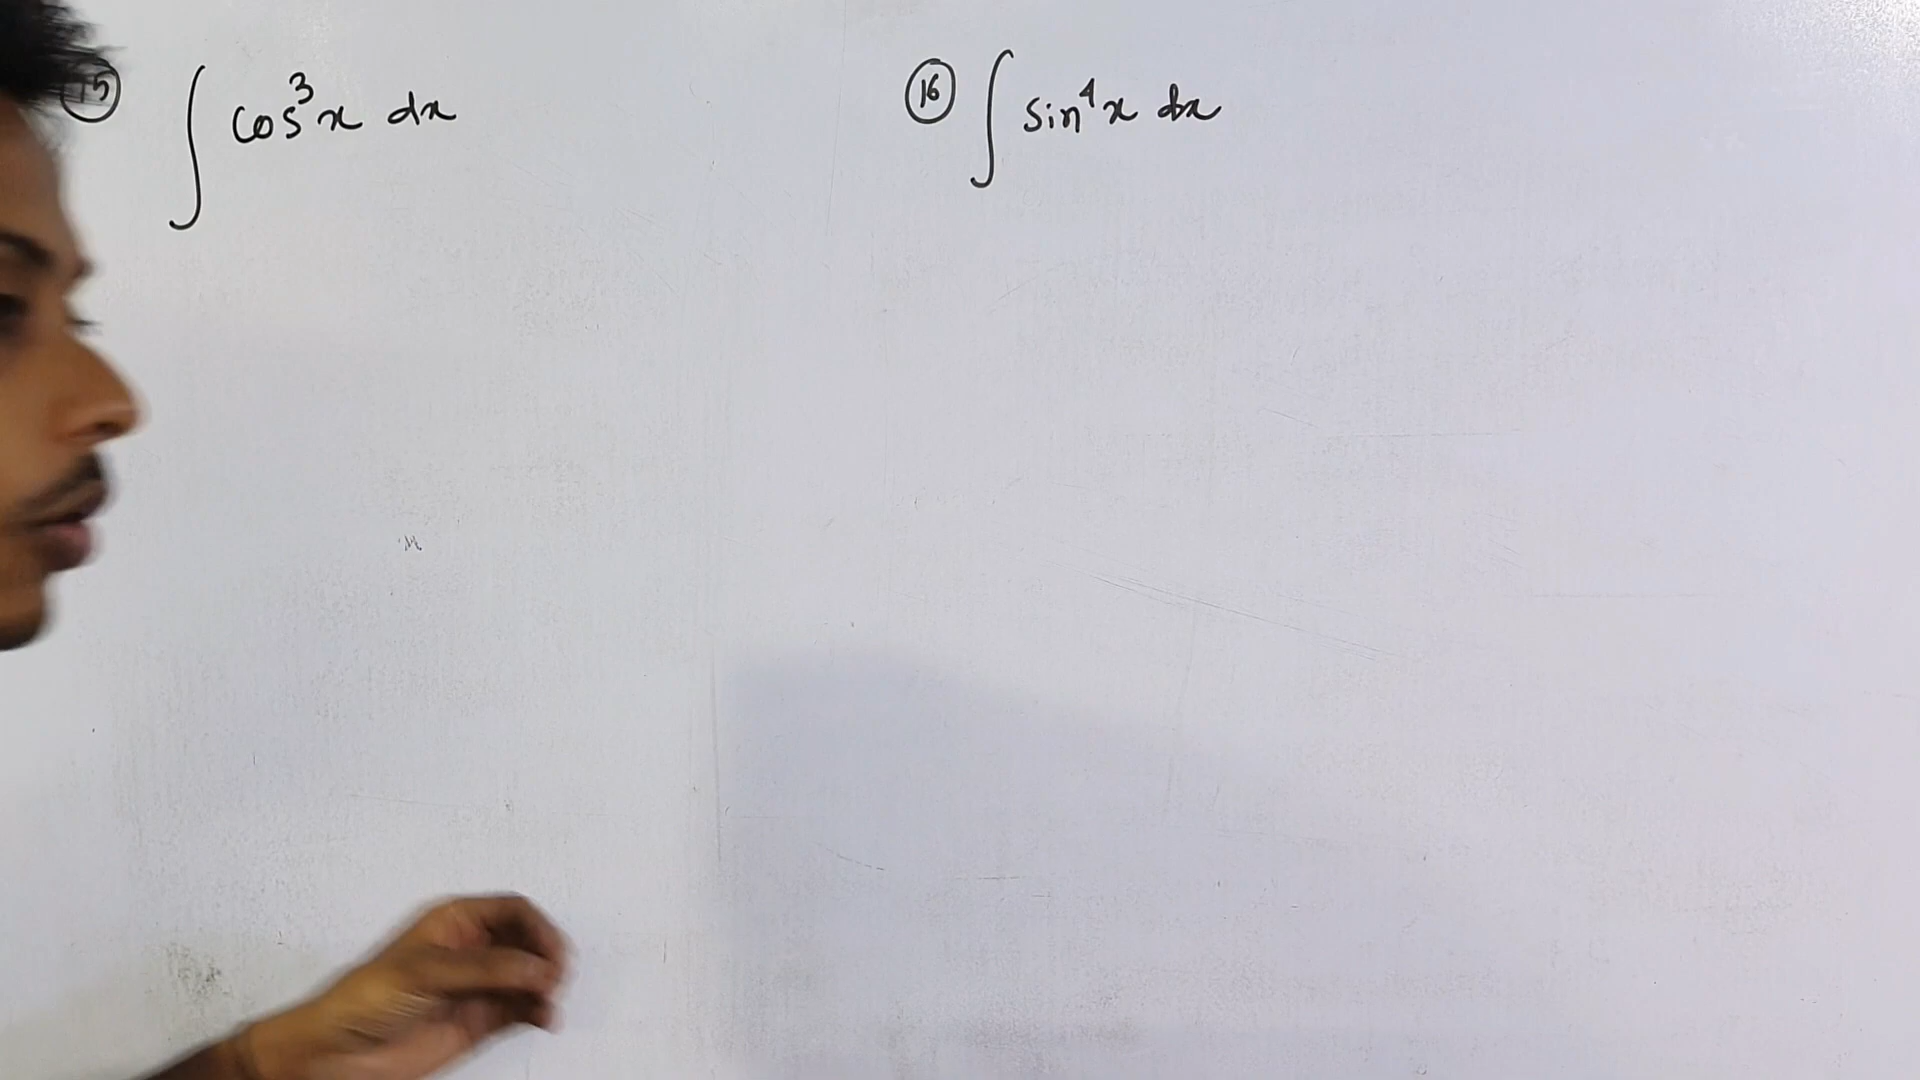 15 ∫ cos³x dx
16 ∫ sin⁴x dx